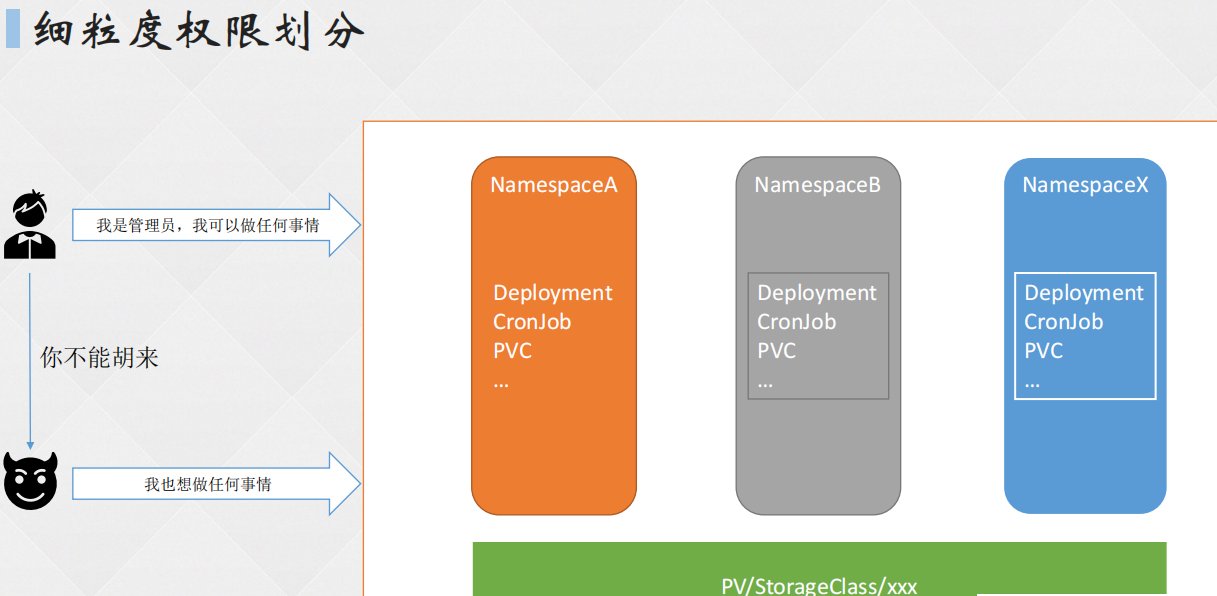 细粒度权限划分
我是管理员，我可以做任何事情
你不能胡来
我也想做任何事情
NamespaceA
Deployment
CronJob
PVC
...
NamespaceB
Deployment
CronJob
PVC
...
NamespaceX
Deployment
CronJob
PVC
...
PV/StorageClass/xxx